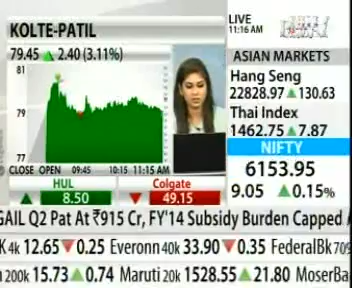 KOLTE-PATIL
79.45 ▲ 2.40 (3.11%)
81
79
77
CLOSE OPEN 09:45 10:15 11:15 AM
HUL
▲ 8.50
Colgate
▼ 49.15
LIVE
11:16 AM
ASIAN MARKETS
Hang Seng
22828.97 ▲ 130.63
Thai Index
1462.75 ▲ 7.87
NIFTY
6153.95
9.05 ▲ 0.15%
GAIL Q2 Pat At ₹915 Cr, FY'14 Subsidy Burden Capped A
K 4k 12.65 ▼ 0.25 Everonn 40k 33.90 ▼ 0.35 FederalBk 709
n 200k 15.73 ▲ 0.74 Maruti 20k 1528.55 ▲ 21.80 MoserBa